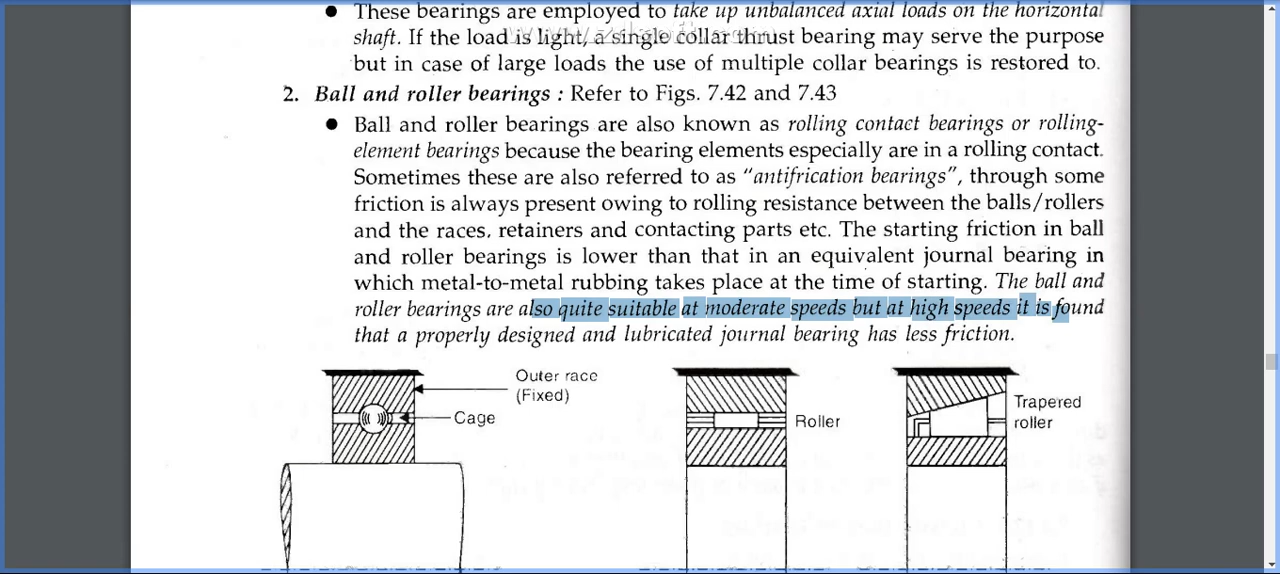 ● These bearings are employed to take up unbalanced axial loads on the horizontal
shaft. If the load is light, a single collar thrust bearing may serve the purpose
but in case of large loads the use of multiple collar bearings is restored to.
2. Ball and roller bearings : Refer to Figs. 7.42 and 7.43
● Ball and roller bearings are also known as rolling contact bearings or rolling-
element bearings because the bearing elements especially are in a rolling contact.
Sometimes these are also referred to as "antifrication bearings", through some
friction is always present owing to rolling resistance between the balls/rollers
and the races, retainers and contacting parts etc. The starting friction in ball
and roller bearings is lower than that in an equivalent journal bearing in
which metal-to-metal rubbing takes place at the time of starting. The ball and
roller bearings are also quite suitable at moderate speeds but at high speeds it is found
that a properly designed and lubricated journal bearing has less friction.
Outer race
(Fixed)
Cage
Roller
Trapered
roller